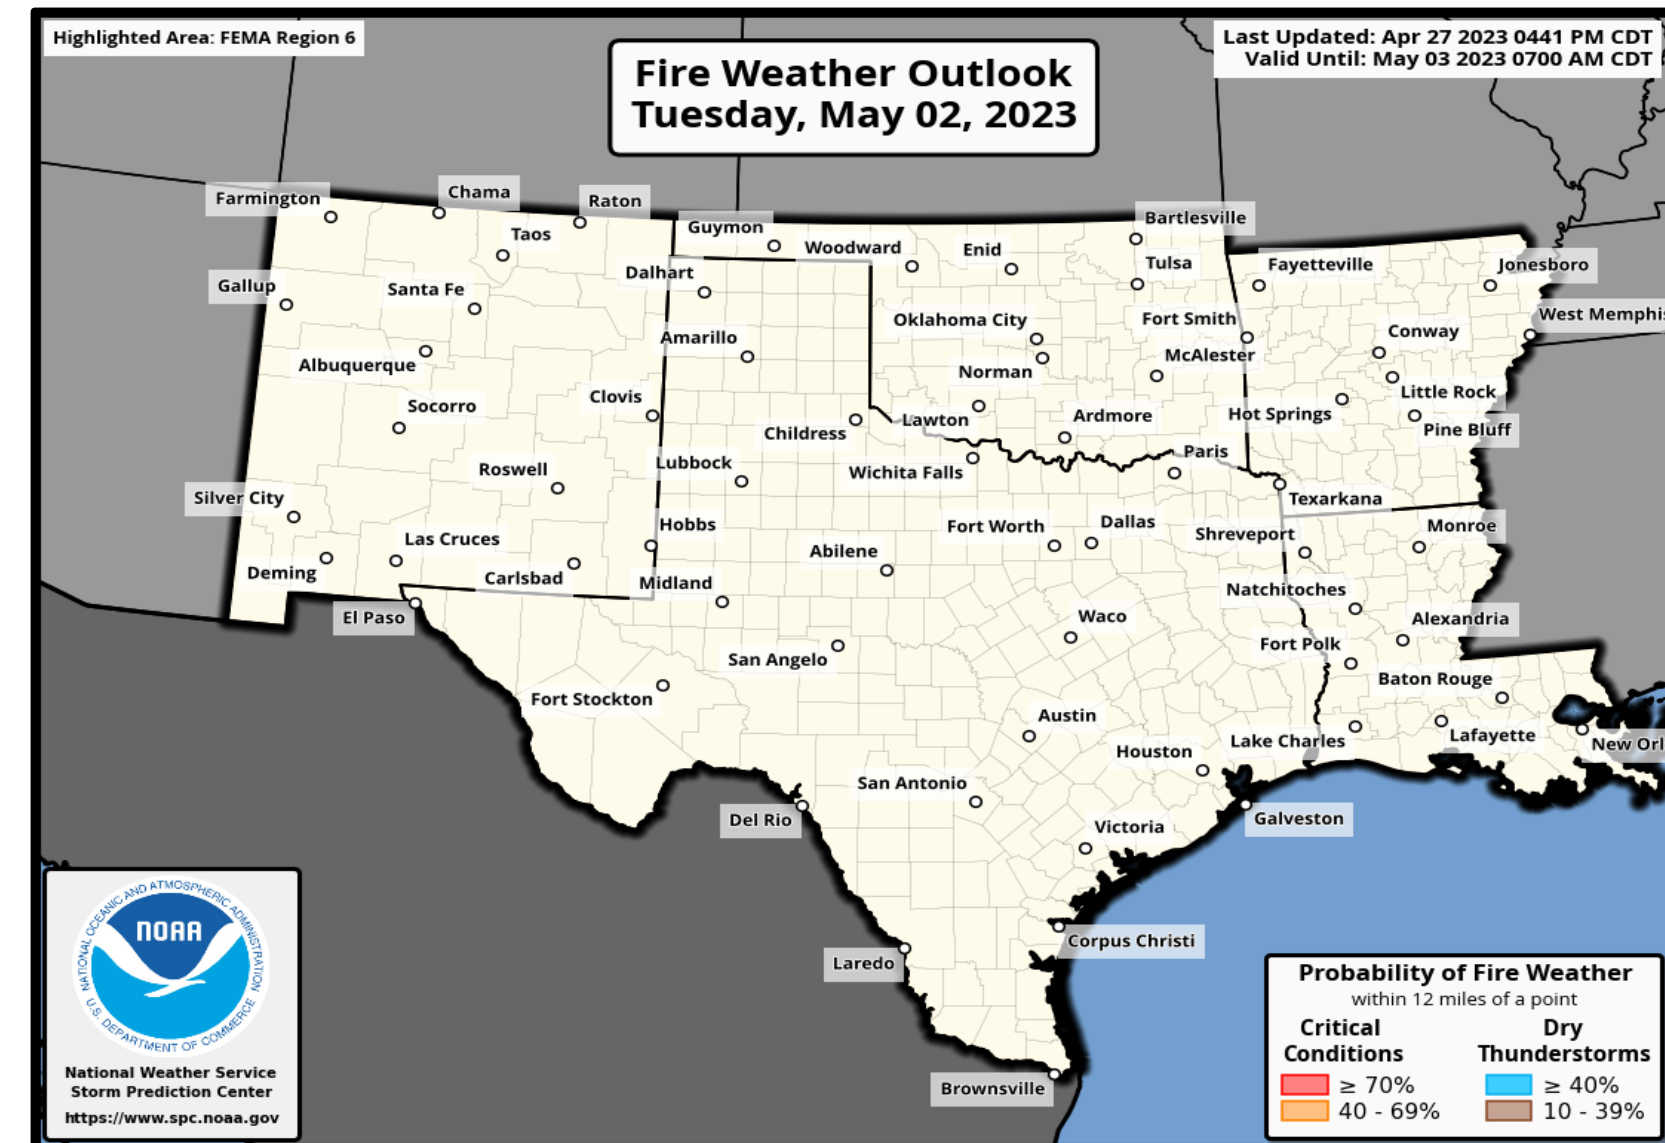 Highlighted Area: FEMA Region 6
Last Updated: Apr 27 2023 0441 PM CDT
Valid Until: May 03 2023 0700 AM CDT
Fire Weather Outlook
Tuesday, May 02, 2023
Farmington
Chama
Raton
Taos
Guymon
Woodward
Enid
Bartlesville
Tulsa
Fayetteville
Jonesboro
Gallup
Santa Fe
Dalhart
Oklahoma City
Fort Smith
West Memphis
Albuquerque
Amarillo
Norman
McAlester
Conway
Socorro
Clovis
Childress
Lawton
Ardmore
Hot Springs
Little Rock
Pine Bluff
Roswell
Lubbock
Wichita Falls
Paris
Silver City
Texarkana
Las Cruces
Hobbs
Fort Worth
Dallas
Shreveport
Monroe
Deming
Carlsbad
Midland
Abilene
Natchitoches
El Paso
Waco
Alexandria
San Angelo
Fort Polk
Fort Stockton
Baton Rouge
Austin
Houston
Lake Charles
Lafayette
New Orl
San Antonio
Del Rio
Victoria
Galveston
Laredo
Corpus Christi
Brownsville
NATIONAL OCEANIC AND ATMOSPHERIC ADMINISTRATION
NOAA
U.S. DEPARTMENT OF COMMERCE
National Weather Service
Storm Prediction Center
https://www.spc.noaa.gov
Probability of Fire Weather
within 12 miles of a point
Critical Conditions
≥ 70%
40 - 69%
Dry Thunderstorms
≥ 40%
10 - 39%